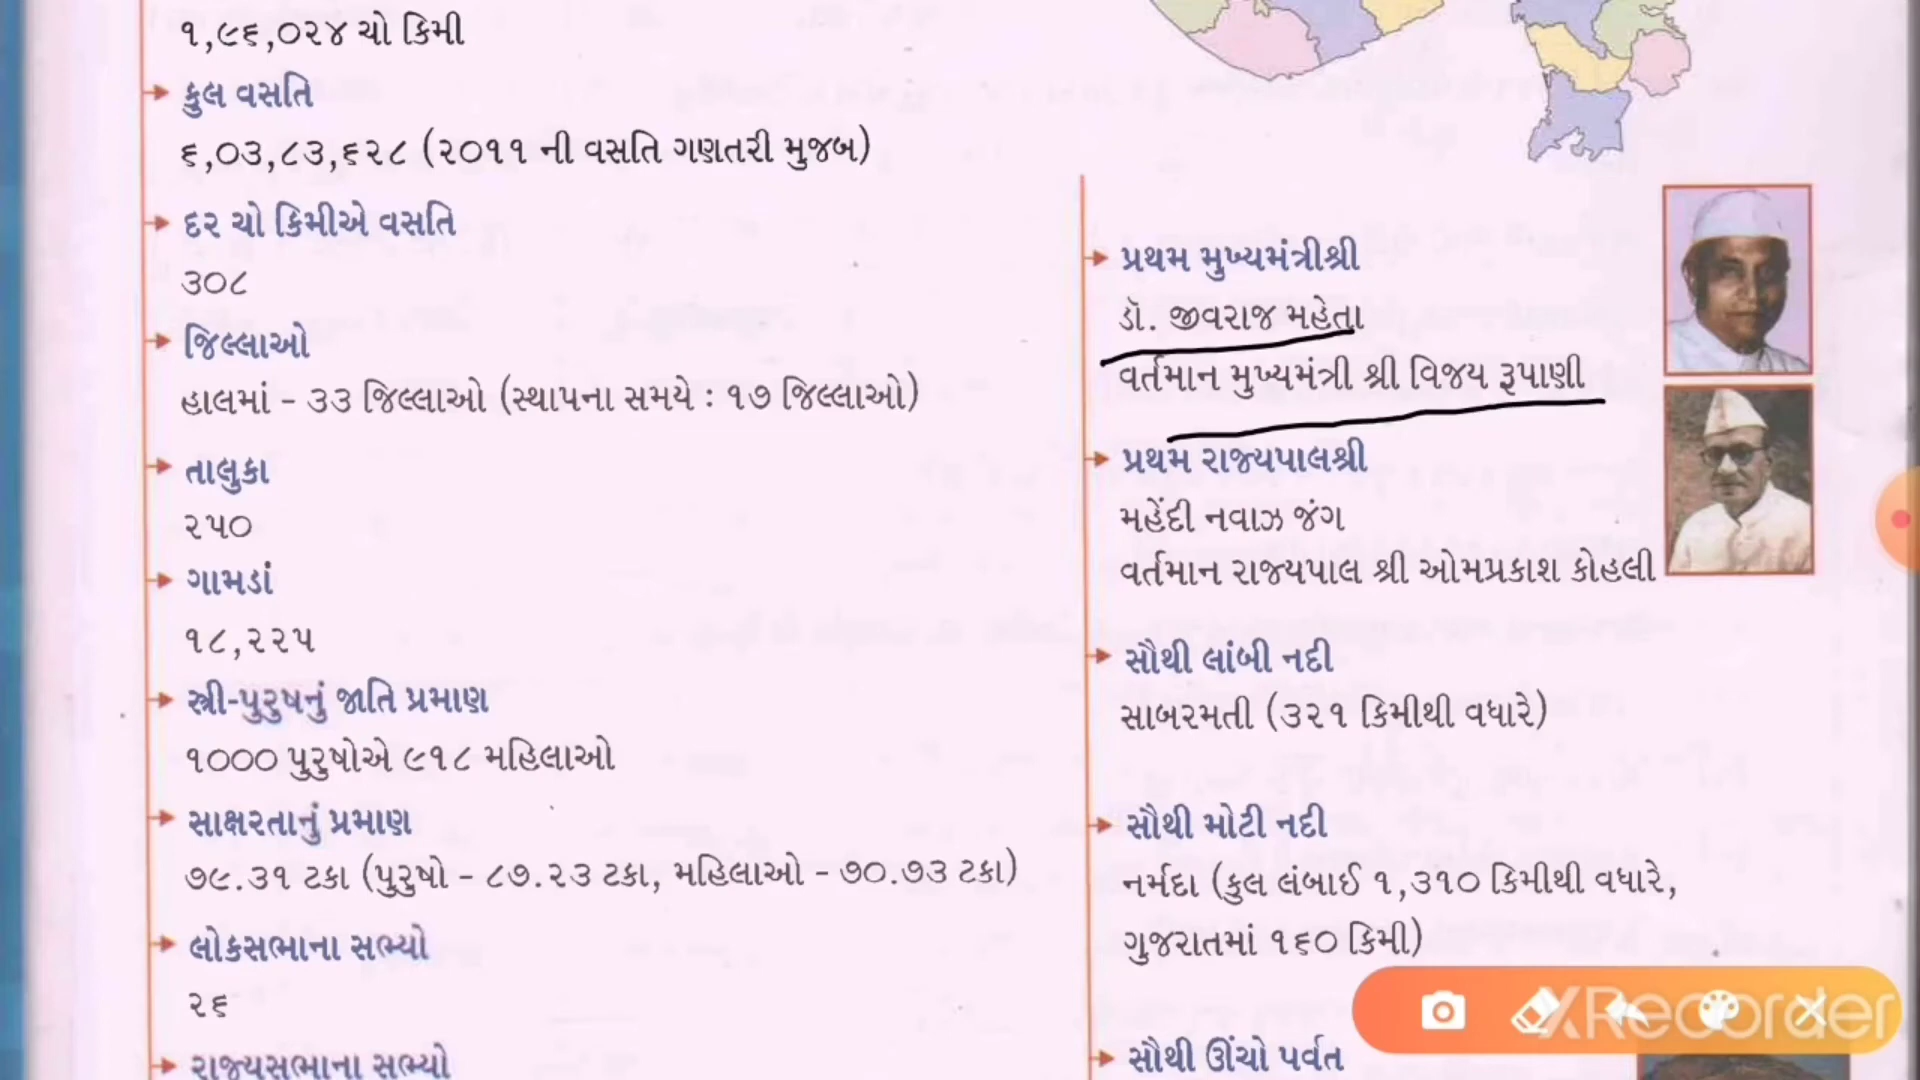 ૧,૯૬,૦૨૪ ચો કિમી
કુલ વસતિ
૬,૦૩,૮૩,૬૨૮ (૨૦૧૧ ની વસતિ ગણતરી મુજબ)
દર ચો કિમીએ વસતિ
૩૦૮
જિલ્લાઓ
હાલમાં - ૩૩ જિલ્લાઓ (સ્થાપના સમયે : ૧૭ જિલ્લાઓ)
તાલુકા
૨૫૦
ગામડાં
૧૮,૨૨૫
સ્ત્રી-પુરુષનું જાતિ પ્રમાણ
૧૦૦૦ પુરુષોએ ૯૧૮ મહિલાઓ
સાક્ષરતાનું પ્રમાણ
૭૯.૩૧ ટકા (પુરુષો – ૮૭.૨૩ ટકા, મહિલાઓ - ૭૦.૭૩ ટકા)
લોકસભાના સભ્યો
૨૬
રાજ્યસભાના સભ્યો
પ્રથમ મુખ્યમંત્રીશ્રી
ડૉ. જીવરાજ મહેતા
વર્તમાન મુખ્યમંત્રી શ્રી વિજય રૂપાણી
પ્રથમ રાજ્યપાલશ્રી
મહેંદી નવાઝ જંગ
વર્તમાન રાજ્યપાલ શ્રી ઓમપ્રકાશ કોહલી
સૌથી લાંબી નદી
સાબરમતી (૩૨૧ કિમીથી વધારે)
સૌથી મોટી નદી
નર્મદા (કુલ લંબાઈ ૧,૩૧૦ કિમીથી વધારે,
ગુજરાતમાં ૧૬૦ કિમી)
સૌથી ઊંચો પર્વત
XRecorder